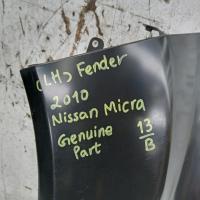 (LH) Fender
2010
Nissan Micra
Genuine 13
Part B